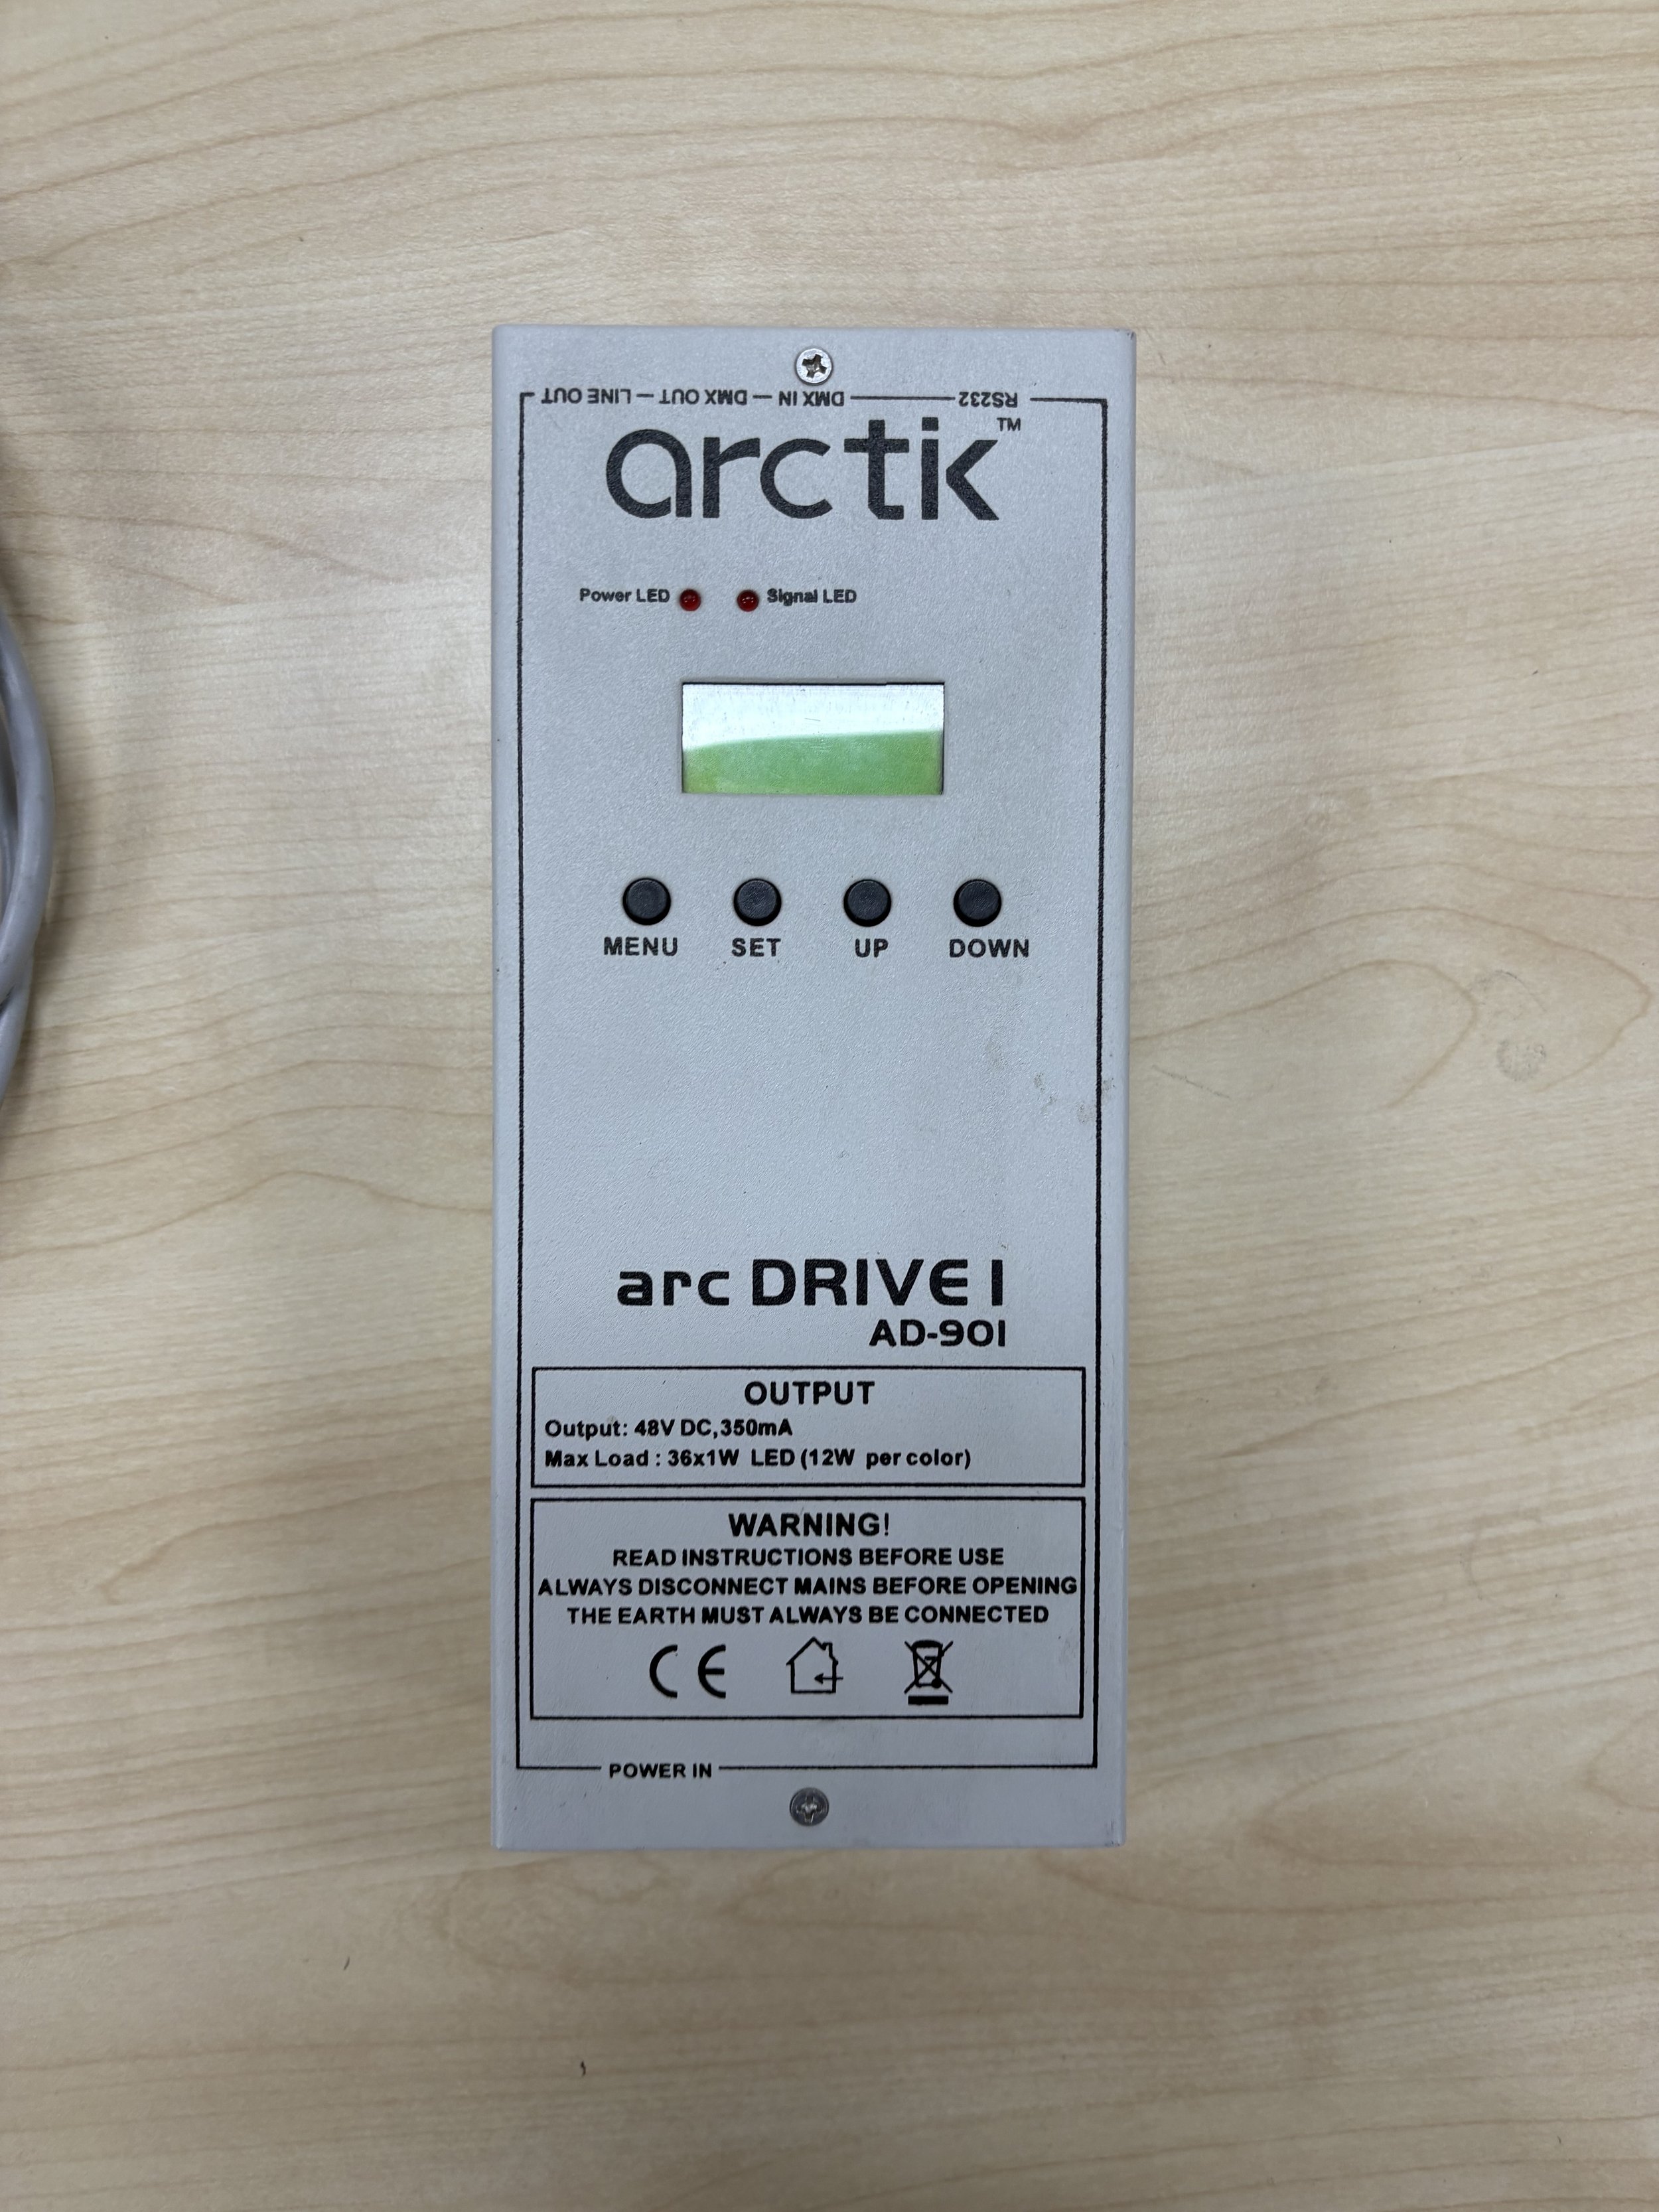 LINE OUT — DMX OUT — DMX IN — RS232
arctik™
Power LED Signal LED
MENU SET UP DOWN
arc DRIVE 1
AD-901
OUTPUT
Output: 48V DC,350mA
Max Load : 36x1W LED (12W per color)
WARNING!
READ INSTRUCTIONS BEFORE USE
ALWAYS DISCONNECT MAINS BEFORE OPENING
THE EARTH MUST ALWAYS BE CONNECTED
CE
POWER IN